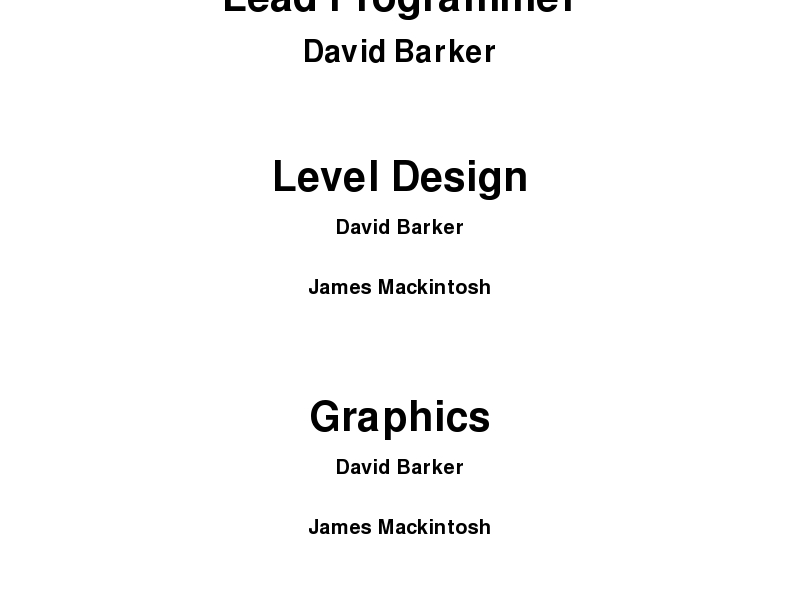 Lead Programmer
David Barker
Level Design
David Barker
James Mackintosh
Graphics
David Barker
James Mackintosh